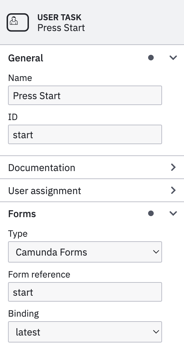 USER TASK
Press Start
General
Name
Press Start
ID
start
Documentation
User assignment
Forms
Type
Camunda Forms
Form reference
start
Binding
latest